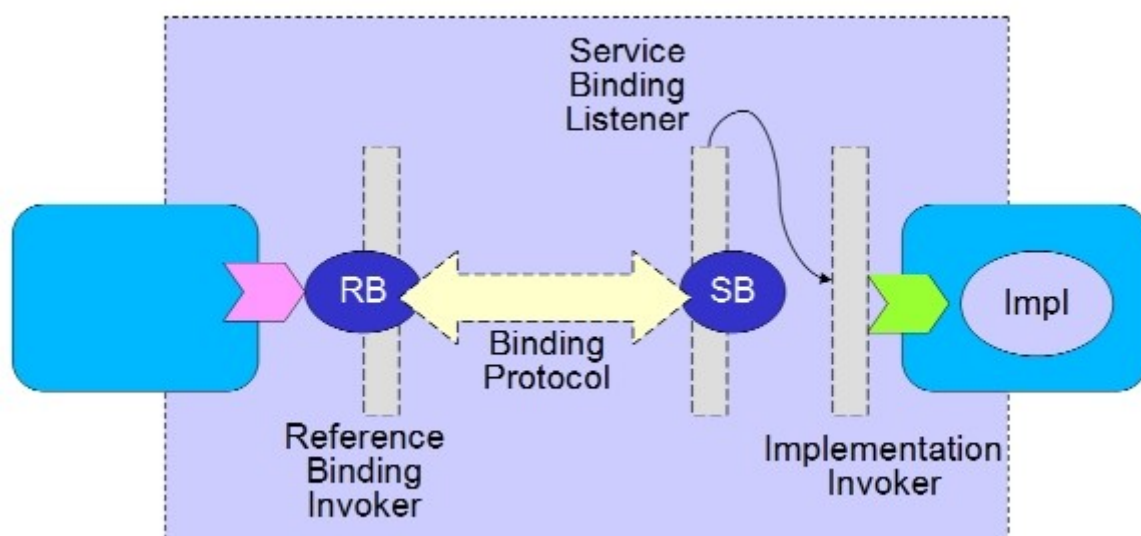 Service
Binding
Listener
RB
SB
Impl
Binding
Protocol
Reference
Binding
Invoker
Implementation
Invoker